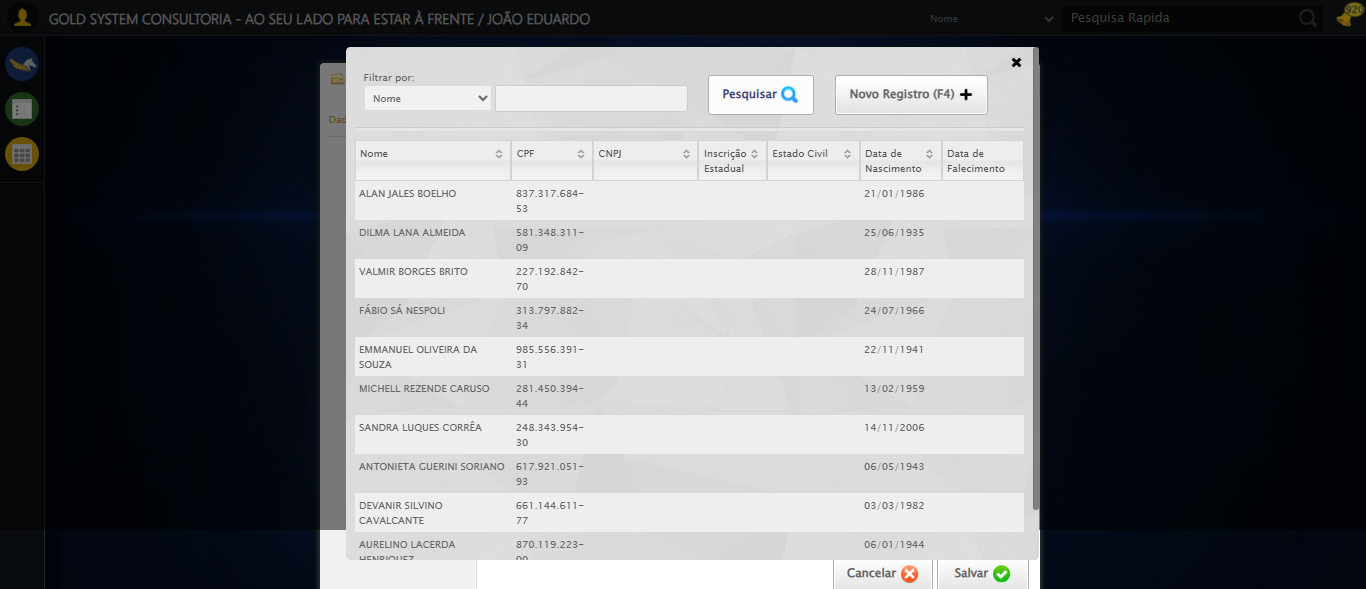 GOLD SYSTEM CONSULTORIA - AO SEU LADO PARA ESTAR À FRENTE / JOÃO EDUARDO
Nome
Pesquisa Rapida
920
Filtrar por:
Nome
Pesquisar
Novo Registro (F4)
Dad
Nome CPF CNPJ Inscrição Estado Civil Data de Data de
Estadual Nascimento Falecimento
ALAN JALES BOELHO 837.317.684- 21/01/1986
53
DILMA LANA ALMEIDA 581.348.311- 25/06/1935
09
VALMIR BORGES BRITO 227.192.842- 28/11/1987
70
FÁBIO SÁ NESPOLI 313.797.882- 24/07/1966
34
EMMANUEL OLIVEIRA DA 985.556.391- 22/11/1941
SOUZA 31
MICHELL REZENDE CARUSO 281.450.394- 13/02/1959
44
SANDRA LUQUES CORRÊA 248.343.954- 14/11/2006
30
ANTONIETA GUERINI SORIANO 617.921.051- 06/05/1943
93
DEVANIR SILVINO 661.144.611- 03/03/1982
CAVALCANTE 77
AURELINO LACERDA 870.119.223- 06/01/1944
HENRIQUEZ
Cancelar
Salvar